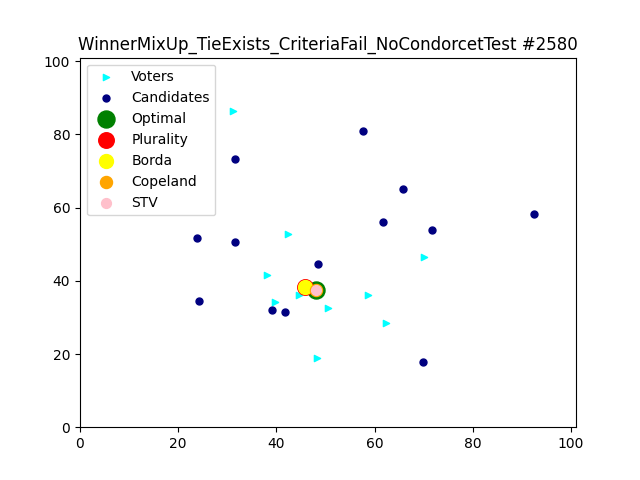 WinnerMixUp_TieExists_CriteriaFail_NoCondorcetTest #2580
100
80
60
40
20
0
0 20 40 60 80 100
Voters
Candidates
Optimal
Plurality
Borda
Copeland
STV